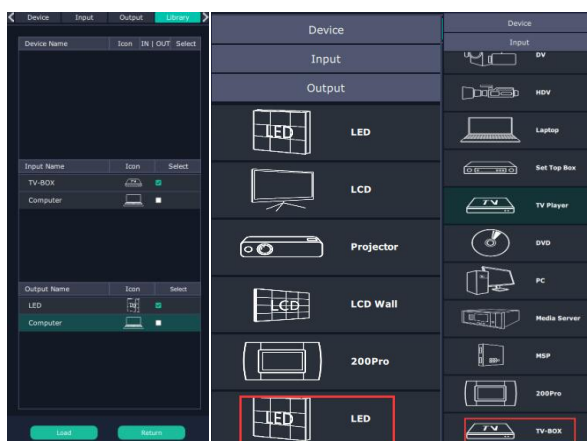 Device Input Output Library
Device Name Icon IN | OUT Select
Input Name Icon Select
TV-BOX
Computer
Output Name Icon Select
LED
Computer
Load Return
Device
Input
Output
LED LED
LCD
Projector
LCD LCD Wall
200Pro
LED LED
Device
Input
DV
HDV
Laptop
Set Top Box
TV TV Player
DVD
PC
Media Server
MSP
200Pro
TV TV-BOX